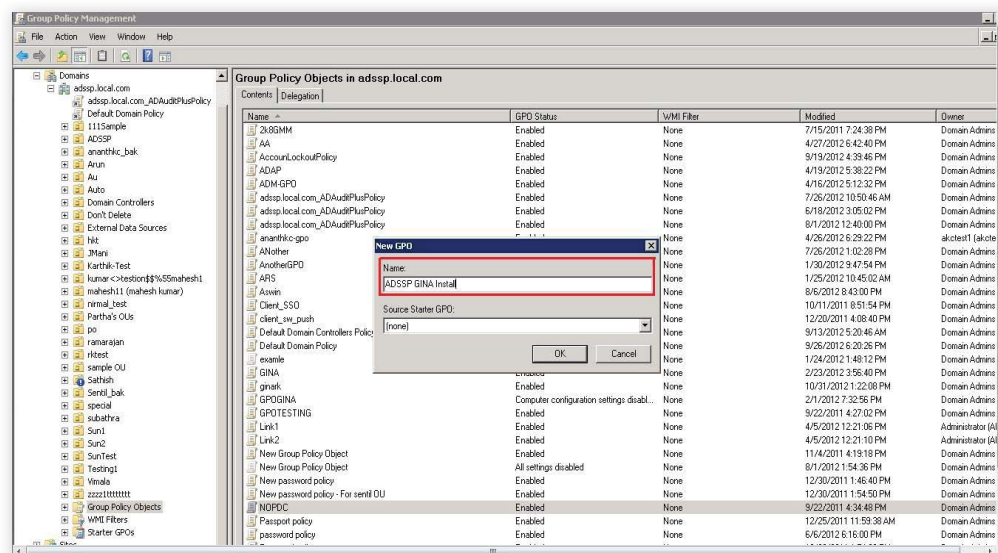 Group Policy Management
File Action View Window Help
Domains
adssp.local.com
adssp.local.com_ADAuditPlusPolicy
Default Domain Policy
111Sample
ADSSP
ananthkc_bak
Arun
Au
Auto
Domain Controllers
Don't Delete
External Data Sources
hkt
JMani
Karthik-Test
kumar<>testion$$%55mahesh1
mahesh11 (mahesh kumar)
nirmal_test
Partha's OUs
po
ramarajan
rktest
sample OU
Sathish
Sentil_bak
special
subathra
Sun1
Sun2
SunTest
Testing1
Vimala
zzzz1ttttttttt
Group Policy Objects
WMI Filters
Starter GPOs
Sites
Group Policy Objects in adssp.local.com
Contents Delegation
Name GPO Status WMI Filter Modified Owner
2k8GMM Enabled None 7/15/2011 7:24:38 PM Domain Admins
AA Enabled None 4/27/2012 6:42:40 PM Domain Admins
AccounLockoutPolicy Enabled None 9/19/2012 4:39:46 PM Domain Admins
ADAP Enabled None 4/19/2012 5:38:22 PM Domain Admins
ADM-GPO Enabled None 4/16/2012 5:12:32 PM Domain Admins
adssp.local.com_ADAuditPlusPolicy Enabled None 7/26/2012 10:50:46 AM Domain Admins
adssp.local.com_ADAuditPlusPolicy Enabled None 6/18/2012 3:05:02 PM Domain Admins
adssp.local.com_ADAuditPlusPolicy Enabled None 8/1/2012 12:40:00 PM Domain Admins
ananthkc-gpo None 4/26/2012 6:29:22 PM akctest1 (akcte
ANother None 7/26/2012 1:02:28 PM Domain Admins
AnotherGPO None 1/30/2012 9:47:54 PM Domain Admins
ARS None 1/25/2012 10:45:02 AM Domain Admins
Aswin None 8/6/2012 8:43:00 PM Domain Admins
Client_SSO None 10/11/2011 8:51:54 PM Domain Admins
client_sw_push None 12/20/2011 4:08:40 PM Domain Admins
Default Domain Controllers Policy None 9/13/2012 5:20:46 AM Domain Admins
Default Domain Policy None 9/26/2012 6:20:26 PM Domain Admins
examle None 1/24/2012 1:48:12 PM Domain Admins
GINA Enabled None 2/23/2012 3:56:40 PM Domain Admins
ginark Enabled None 10/31/2012 1:22:08 PM Domain Admins
GPOGINA Computer configuration settings disabl... None 2/1/2012 7:32:56 PM Domain Admins
GPOTESTING Enabled None 9/22/2011 4:27:02 PM Domain Admins
Link1 Enabled None 4/5/2012 12:21:06 PM Administrator (Al
Link2 Enabled None 4/5/2012 12:21:10 PM Administrator (Al
New Group Policy Object Enabled None 11/4/2011 4:19:18 PM Domain Admins
New Group Policy Object All settings disabled None 8/1/2012 1:54:36 PM Domain Admins
New password policy Enabled None 12/30/2011 1:46:40 PM Domain Admins
New password policy - For sentil OU Enabled None 12/30/2011 1:54:50 PM Domain Admins
NOPDC Enabled None 9/22/2011 4:34:48 PM Domain Admins
Passport policy Enabled None 12/25/2011 11:59:38 AM Domain Admins
password policy Enabled None 6/6/2012 6:16:00 PM Domain Admins
New GPO
Name:
ADSSP GINA Install
Source Starter GPO:
(none)
OK Cancel